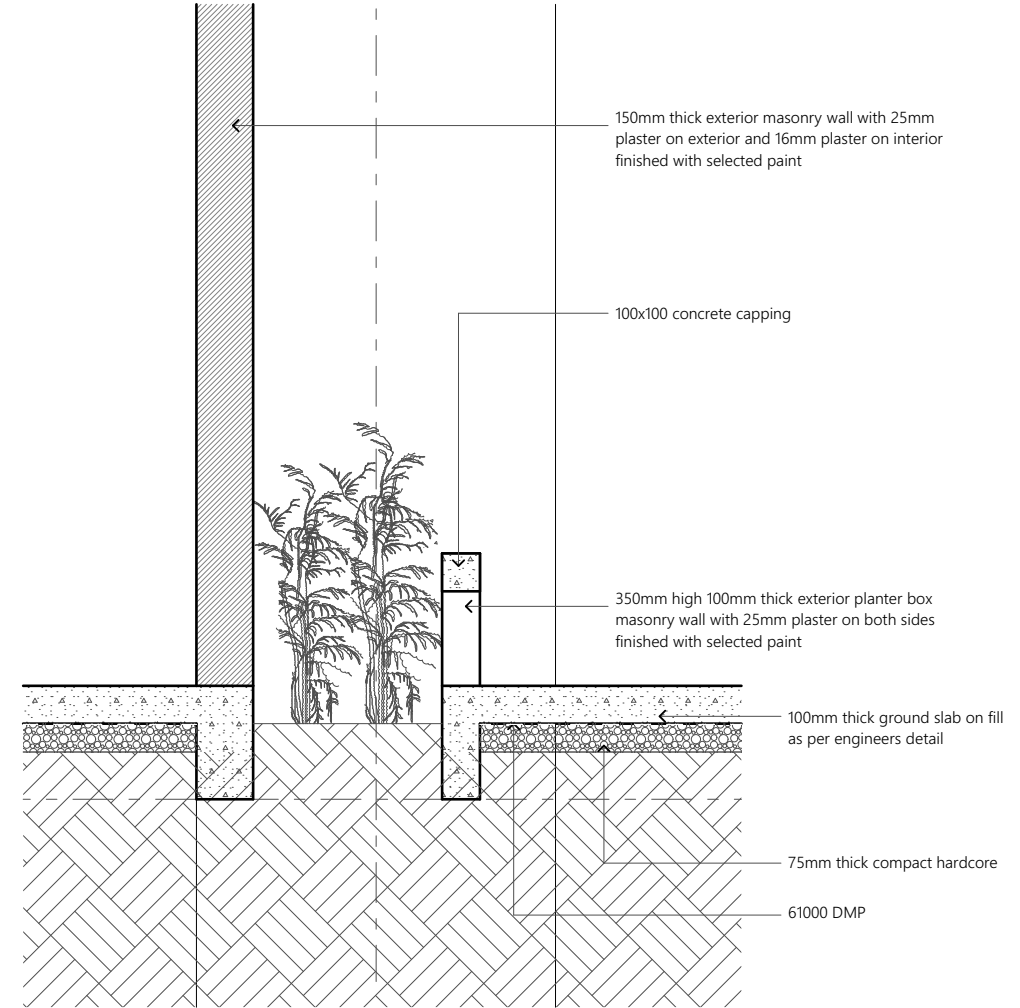 150mm thick exterior masonry wall with 25mm
plaster on exterior and 16mm plaster on interior
finished with selected paint
100x100 concrete capping
350mm high 100mm thick exterior planter box
masonry wall with 25mm plaster on both sides
finished with selected paint
100mm thick ground slab on fill
as per engineers detail
75mm thick compact hardcore
61000 DMP